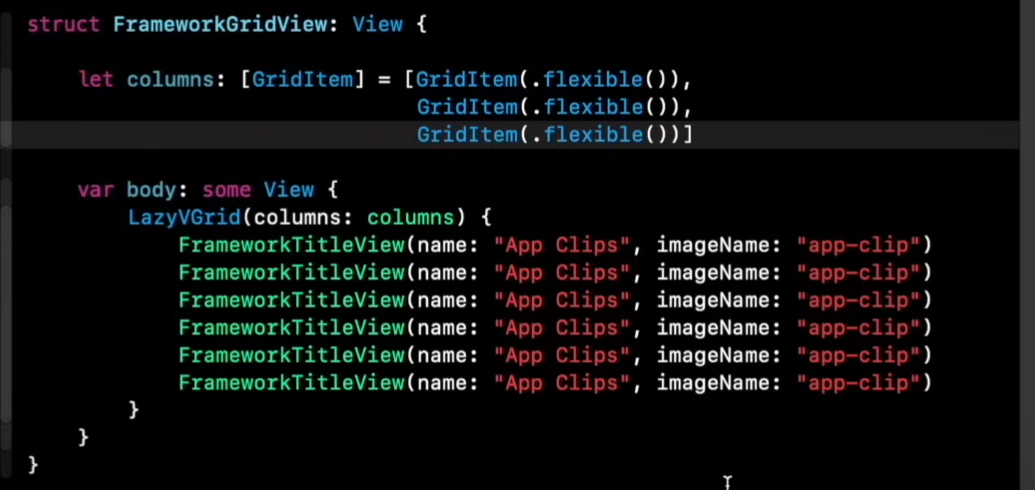 struct FrameworkGridView: View {
let columns: [GridItem] = [GridItem(.flexible()),
GridItem(.flexible()),
GridItem(.flexible())]
var body: some View {
LazyVGrid(columns: columns) {
FrameworkTitleView(name: "App Clips", imageName: "app-clip")
FrameworkTitleView(name: "App Clips", imageName: "app-clip")
FrameworkTitleView(name: "App Clips", imageName: "app-clip")
FrameworkTitleView(name: "App Clips", imageName: "app-clip")
FrameworkTitleView(name: "App Clips", imageName: "app-clip")
FrameworkTitleView(name: "App Clips", imageName: "app-clip")
}
}
}